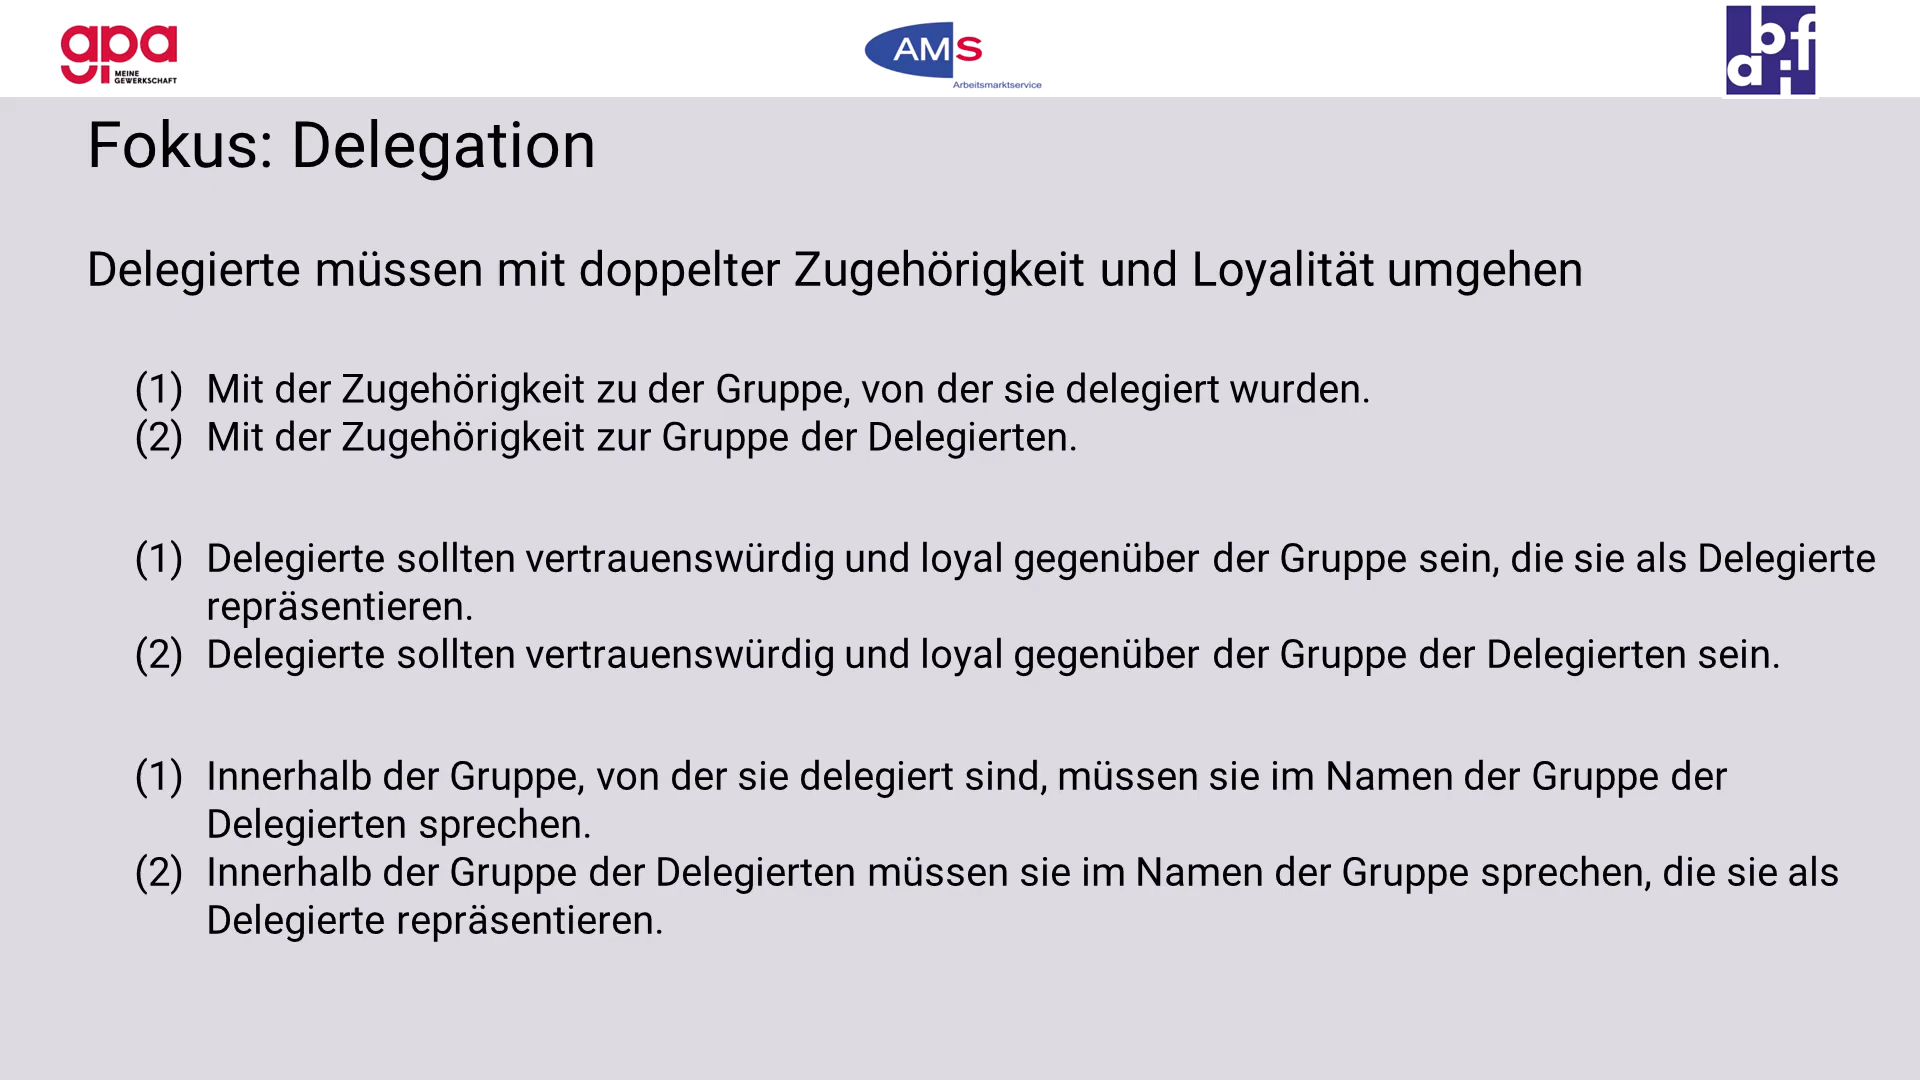 gpa
MEINE
GEWERKSCHAFT
AMS
Arbeitsmarktservice
abif
Fokus: Delegation
Delegierte müssen mit doppelter Zugehörigkeit und Loyalität umgehen
(1) Mit der Zugehörigkeit zu der Gruppe, von der sie delegiert wurden.
(2) Mit der Zugehörigkeit zur Gruppe der Delegierten.
(1) Delegierte sollten vertrauenswürdig und loyal gegenüber der Gruppe sein, die sie als Delegierte
repräsentieren.
(2) Delegierte sollten vertrauenswürdig und loyal gegenüber der Gruppe der Delegierten sein.
(1) Innerhalb der Gruppe, von der sie delegiert sind, müssen sie im Namen der Gruppe der
Delegierten sprechen.
(2) Innerhalb der Gruppe der Delegierten müssen sie im Namen der Gruppe sprechen, die sie als
Delegierte repräsentieren.